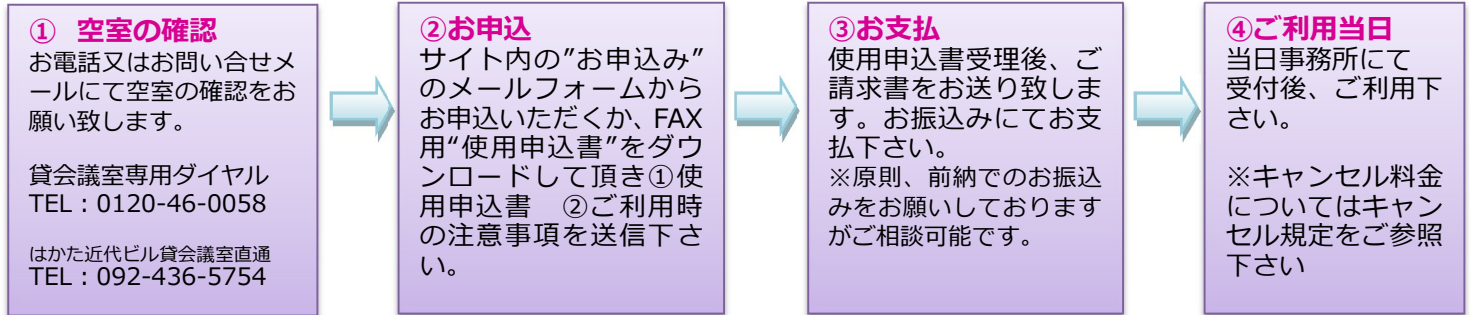 ① 空室の確認
お電話又はお問い合せメ
ールにて空室の確認をお
願い致します。
貸会議室専用ダイヤル
TEL：0120-46-0058
はかた近代ビル貸会議室直通
TEL：092-436-5754
②お申込
サイト内の”お申込み”
のメールフォームから
お申込いただくか、FAX
用“使用申込書”をダウ
ンロードして頂き①使
用申込書　②ご利用時
の注意事項を送信下さ
い。
③お支払
使用申込書受理後、ご
請求書をお送り致しま
す。お振込みにてお支
払下さい。
※原則、前納でのお振込
みをお願いしております
がご相談可能です。
④ご利用当日
当日事務所にて
受付後、ご利用下
さい。
※キャンセル料金
についてはキャン
セル規定をご参照
下さい